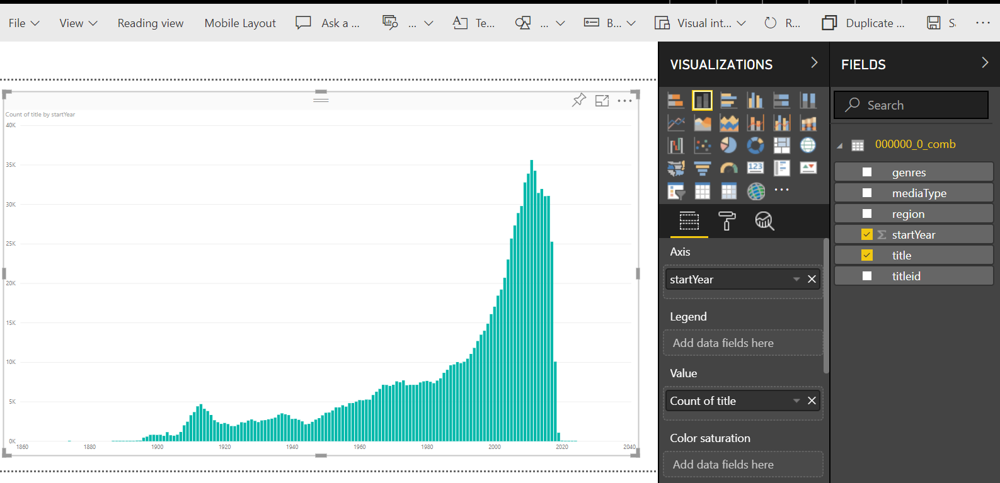 File View Reading view Mobile Layout Ask a ... ... Te... ... B... Visual int... R... Duplicate ... S ...
VISUALIZATIONS
FIELDS
Count of title by startYear
40K
35K
30K
25K
20K
15K
10K
5K
0K
1860 1880 1900 1920 1940 1960 1980 2000 2020 2040
123
Axis
startYear
Legend
Add data fields here
Value
Count of title
Color saturation
Add data fields here
Search
000000_0_comb
genres
mediaType
region
Σ startYear
title
titleid